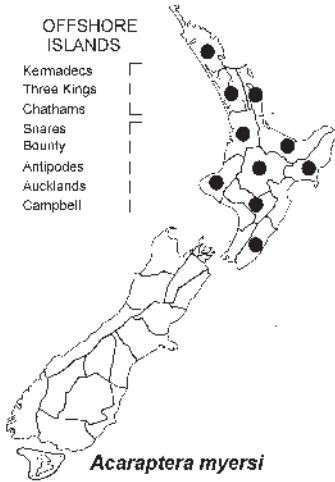 OFFSHORE
ISLANDS
Kermadecs
Three Kings
Chathams
Snares
Bounty
Antipodes
Aucklands
Campbell
Acaraptera myersi